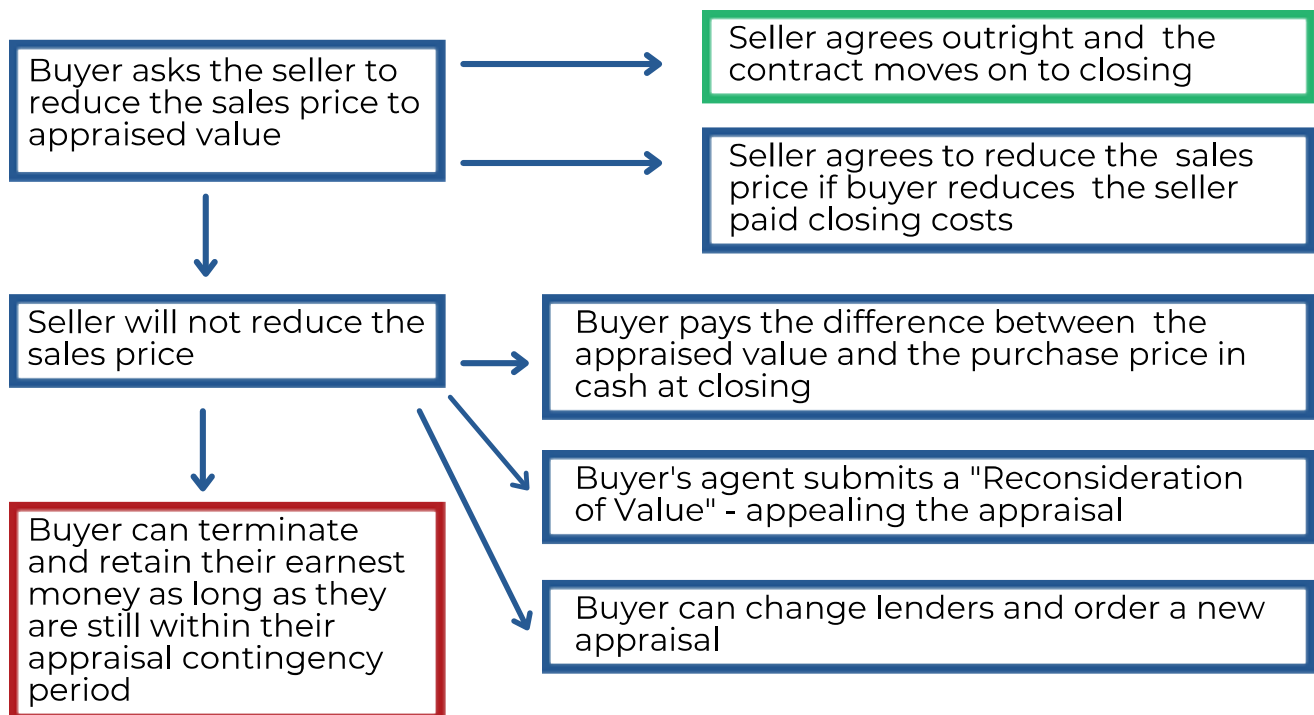 Buyer asks the seller to
reduce the sales price to
appraised value
Seller agrees outright and the
contract moves on to closing
Seller agrees to reduce the sales
price if buyer reduces the seller
paid closing costs
Seller will not reduce the
sales price
Buyer pays the difference between the
appraised value and the purchase price in
cash at closing
Buyer's agent submits a "Reconsideration
of Value" - appealing the appraisal
Buyer can change lenders and order a new
appraisal
Buyer can terminate
and retain their earnest
money as long as they
are still within their
appraisal contingency
period